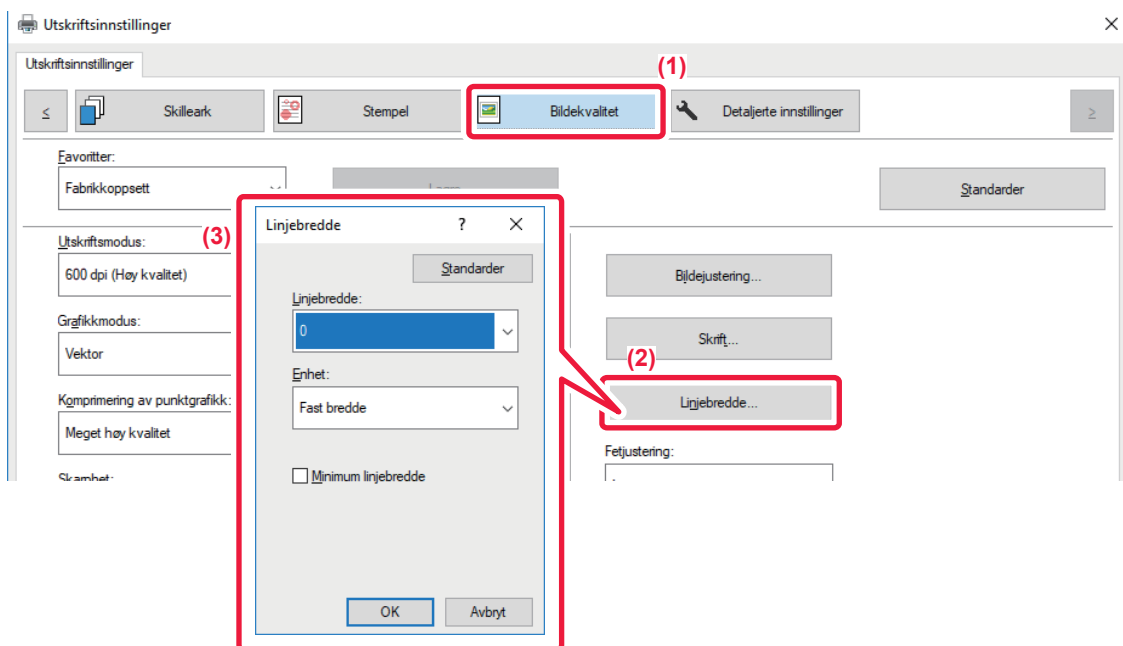 Utskriftsinnstillinger
Utskriftsinnstillinger
(1)
≤ Skilleark Stempel Bildekvalitet Detaljerte innstillinger ≥
Favoritter:
Fabrikkoppsett
Standarder
Utskriftsmodus:
600 dpi (Høy kvalitet)
Grafikkmodus:
Vektor
Komprimering av punktgrafikk:
Meget høy kvalitet
Skarphet:
(3)
Linjebredde ?
Standarder
Linjebredde:
0
Enhet:
Fast bredde
Minimum linjebredde
OK Avbryt
Bildejustering...
Skrift...
(2)
Linjebredde...
Fetjustering: